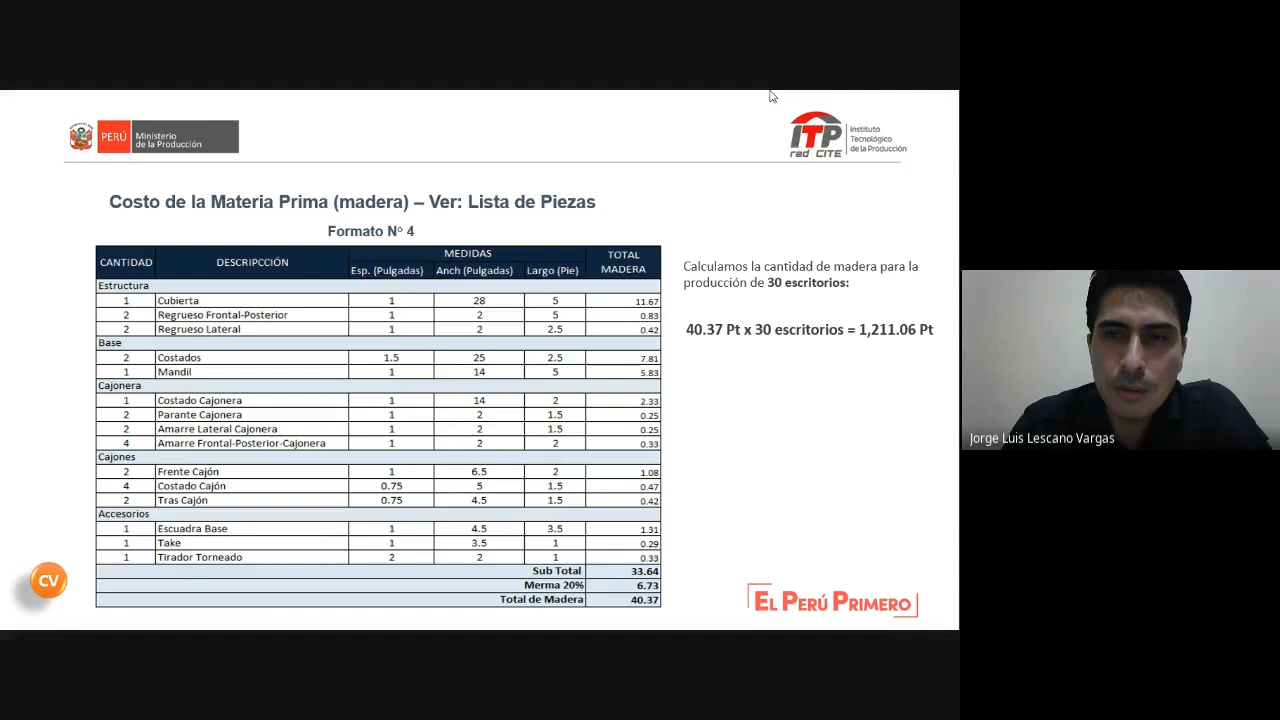 PERÚ Ministerio de la Producción
ITP red CITE Instituto Tecnológico de la Producción
Costo de la Materia Prima (madera) – Ver: Lista de Piezas
Formato Nº 4
CANTIDAD DESCRIPCCIÓN MEDIDAS TOTAL MADERA
Esp. (Pulgadas) Anch (Pulgadas) Largo (Pie)
Estructura
1 Cubierta 1 28 5 11.67
2 Regrueso Frontal-Posterior 1 2 5 0.83
2 Regrueso Lateral 1 2 2.5 0.42
Base
2 Costados 1.5 25 2.5 7.81
1 Mandil 1 14 5 5.83
Cajonera
1 Costado Cajonera 1 14 2 2.33
2 Parante Cajonera 1 2 1.5 0.25
2 Amarre Lateral Cajonera 1 2 1.5 0.25
4 Amarre Frontal-Posterior-Cajonera 1 2 2 0.33
Cajones
2 Frente Cajón 1 6.5 2 1.08
4 Costado Cajón 0.75 5 1.5 0.47
2 Tras Cajón 0.75 4.5 1.5 0.42
Accesorios
1 Escuadra Base 1 4.5 3.5 1.31
1 Take 1 3.5 1 0.29
1 Tirador Torneado 2 2 1 0.33
Sub Total 33.64
Merma 20% 6.73
Total de Madera 40.37
Calculamos la cantidad de madera para la
producción de 30 escritorios:
40.37 Pt x 30 escritorios = 1,211.06 Pt
CV
EL PERÚ PRIMERO
Jorge Luis Lescano Vargas